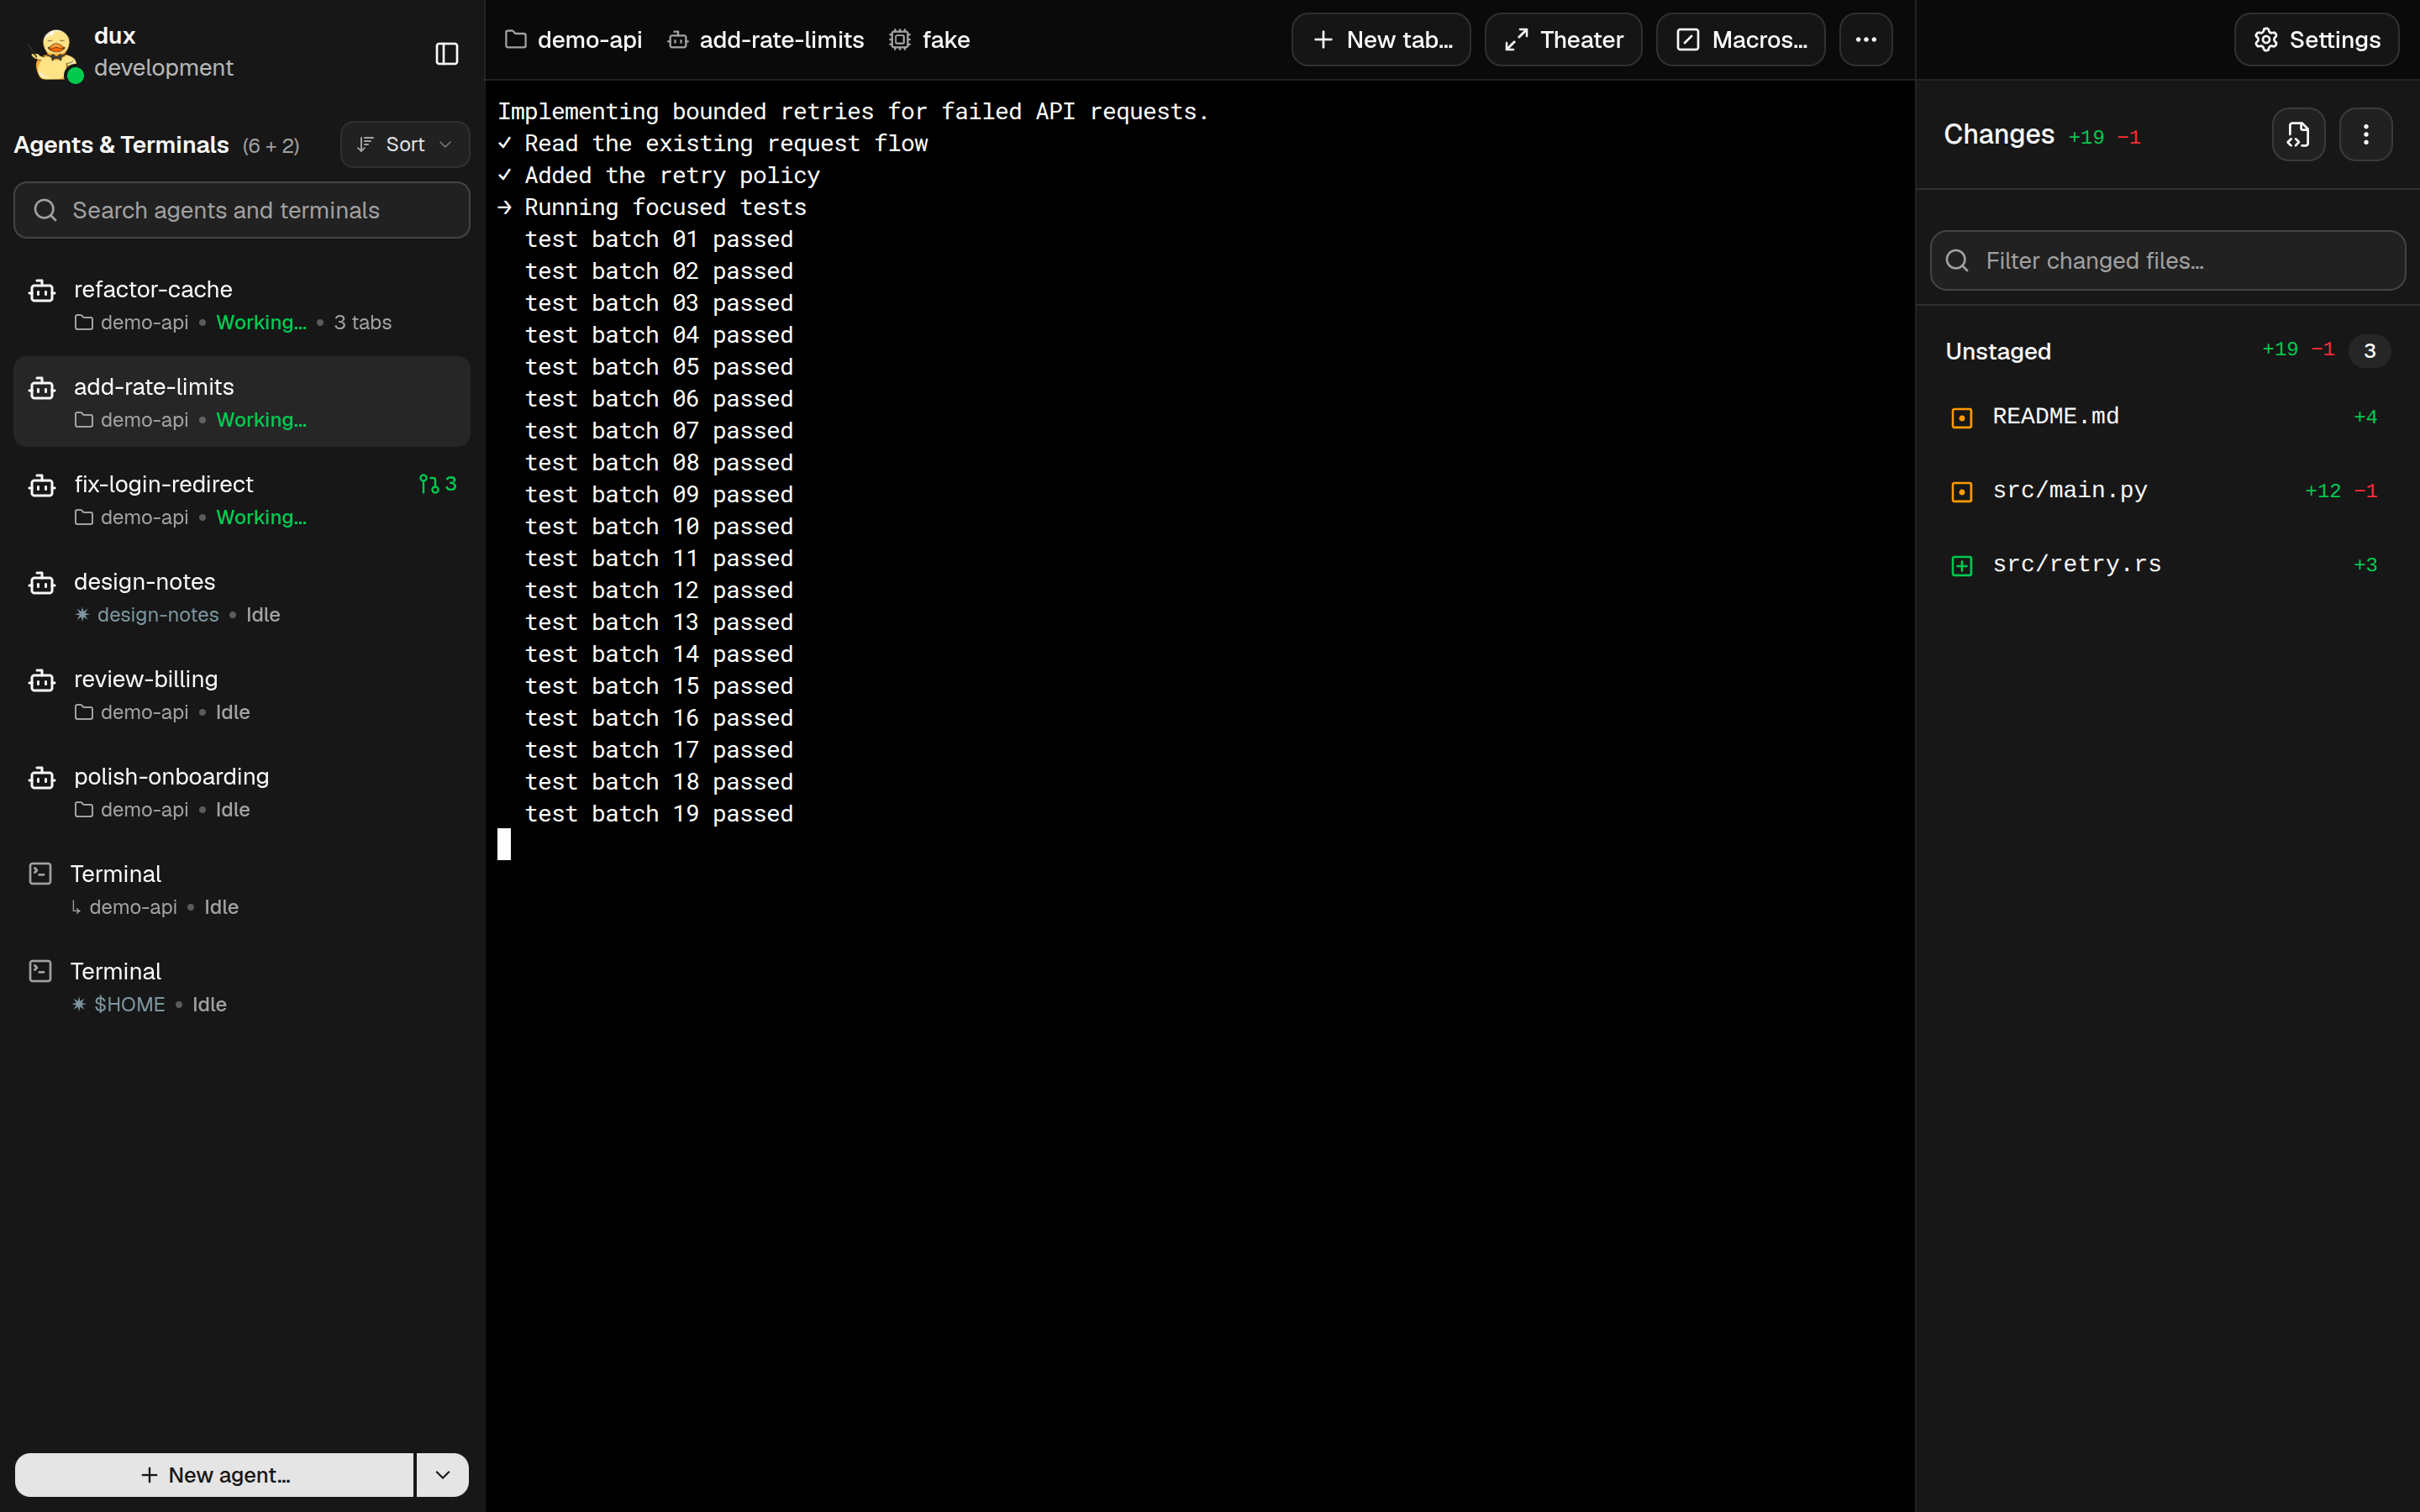 dux
development
Agents & Terminals (6 + 2)
Sort
Search agents and terminals
refactor-cache
demo-api • Working... • 3 tabs
add-rate-limits
demo-api • Working...
fix-login-redirect 3
demo-api • Working...
design-notes
design-notes • Idle
review-billing
demo-api • Idle
polish-onboarding
demo-api • Idle
Terminal
↳ demo-api • Idle
Terminal
✷ $HOME • Idle
+ New agent...
demo-api add-rate-limits fake
+ New tab... Theater Macros... ...
Implementing bounded retries for failed API requests.
✓ Read the existing request flow
✓ Added the retry policy
→ Running focused tests
test batch 01 passed
test batch 02 passed
test batch 03 passed
test batch 04 passed
test batch 05 passed
test batch 06 passed
test batch 07 passed
test batch 08 passed
test batch 09 passed
test batch 10 passed
test batch 11 passed
test batch 12 passed
test batch 13 passed
test batch 14 passed
test batch 15 passed
test batch 16 passed
test batch 17 passed
test batch 18 passed
test batch 19 passed
Settings
Changes +19 −1
Filter changed files...
Unstaged +19 −1 3
README.md +4
src/main.py +12 −1
src/retry.rs +3